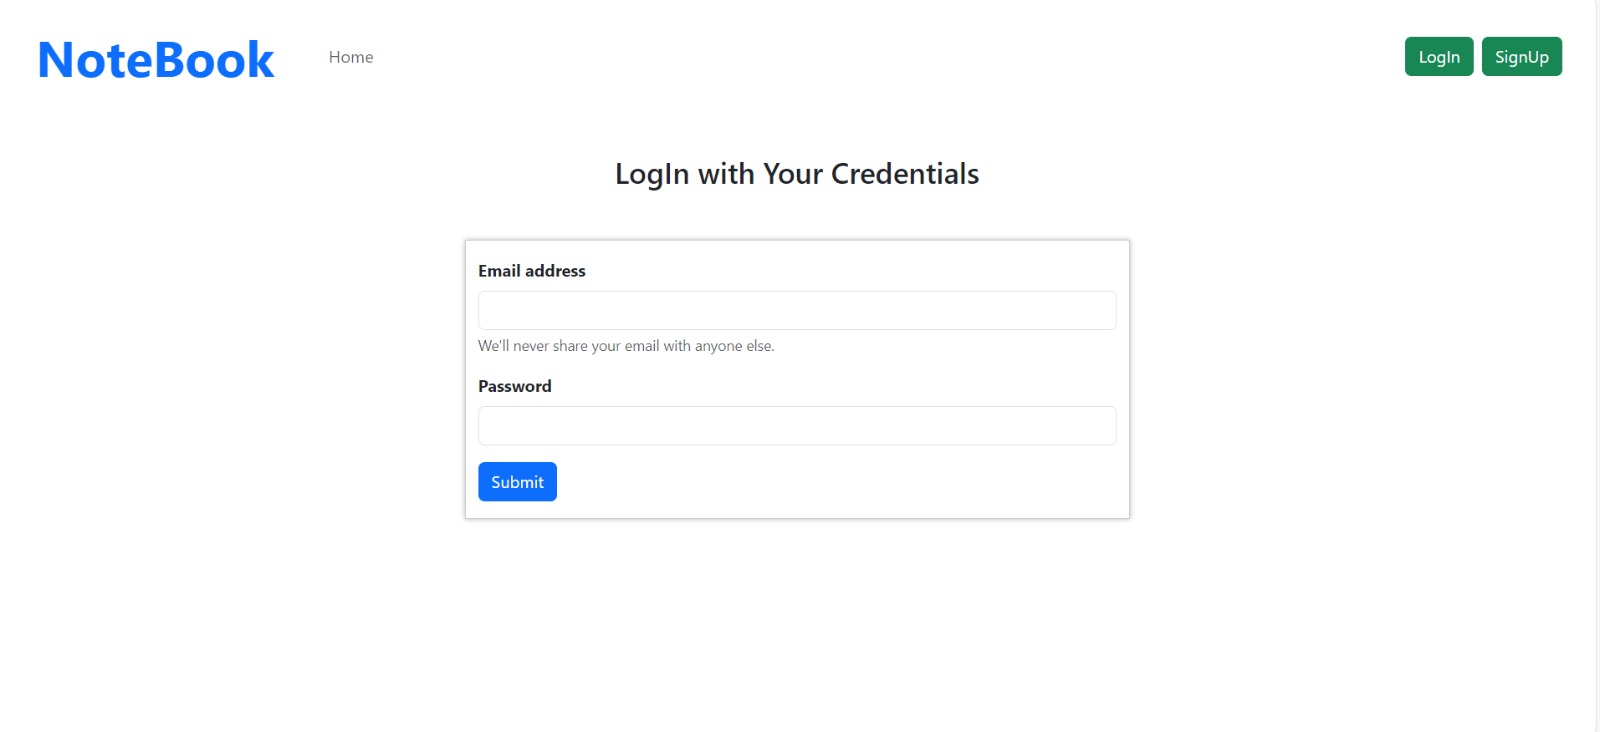 NoteBook Home LogIn SignUp
LogIn with Your Credentials
Email address
We'll never share your email with anyone else.
Password
Submit